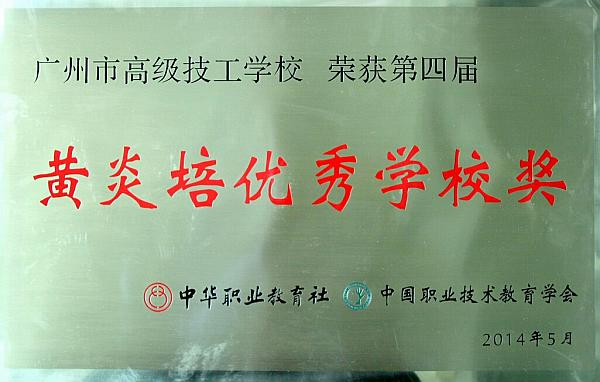 广州市高级技工学校 荣获第四届
黄炎培优秀学校奖
中华职业教育社 中国职业技术教育学会
2014年5月